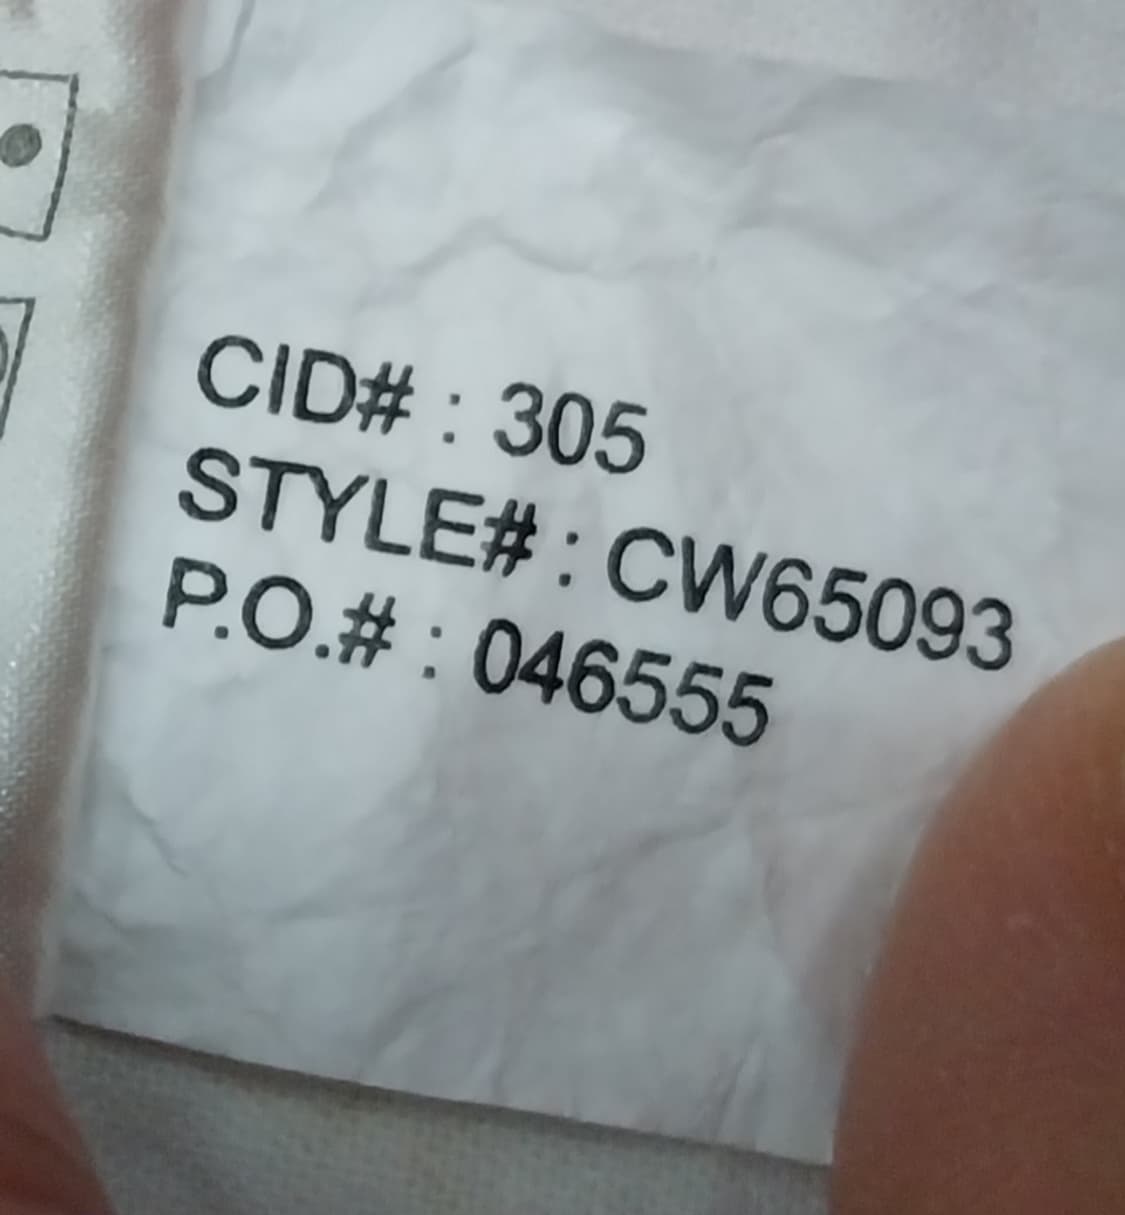 CID# : 305
STYLE# : CW65093
P.O.# : 046555